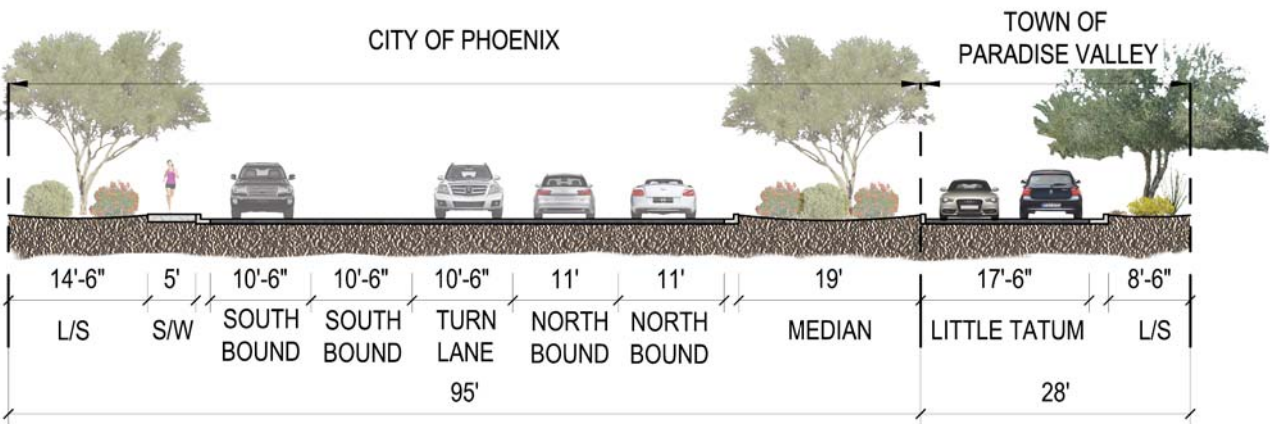 CITY OF PHOENIX
TOWN OF
PARADISE VALLEY
14'-6" 5' 10'-6" 10'-6" 10'-6" 11' 11' 19' 17'-6" 8'-6"
L/S S/W SOUTH SOUTH TURN NORTH NORTH MEDIAN LITTLE TATUM L/S
BOUND BOUND LANE BOUND BOUND
95' 28'